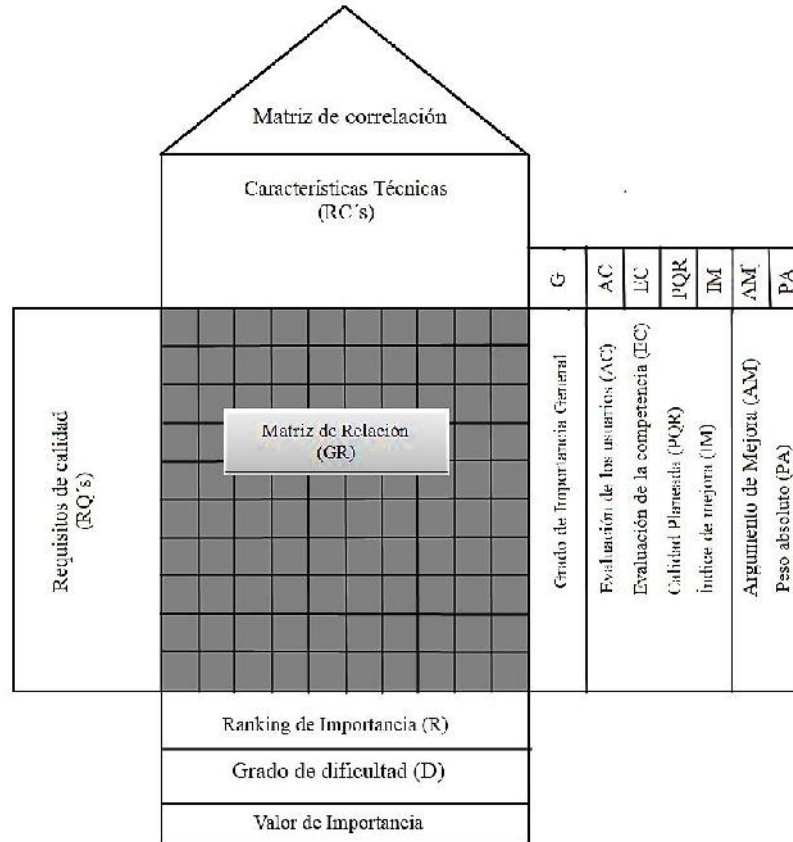 Matriz de correlación
Características Técnicas
(RC´s)
G
AC
EC
PQR
IM
AM
PA
Requisitos de calidad
(RQ´s)
Matriz de Relación
(GR)
Grado de Importancia General
Evaluación de los usuarios (AC)
Evaluación de la competencia (EC)
Calidad Planeada (PQR)
Índice de mejora (IM)
Argumento de Mejora (AM)
Peso absoluto (PA)
Ranking de Importancia (R)
Grado de dificultad (D)
Valor de Importancia